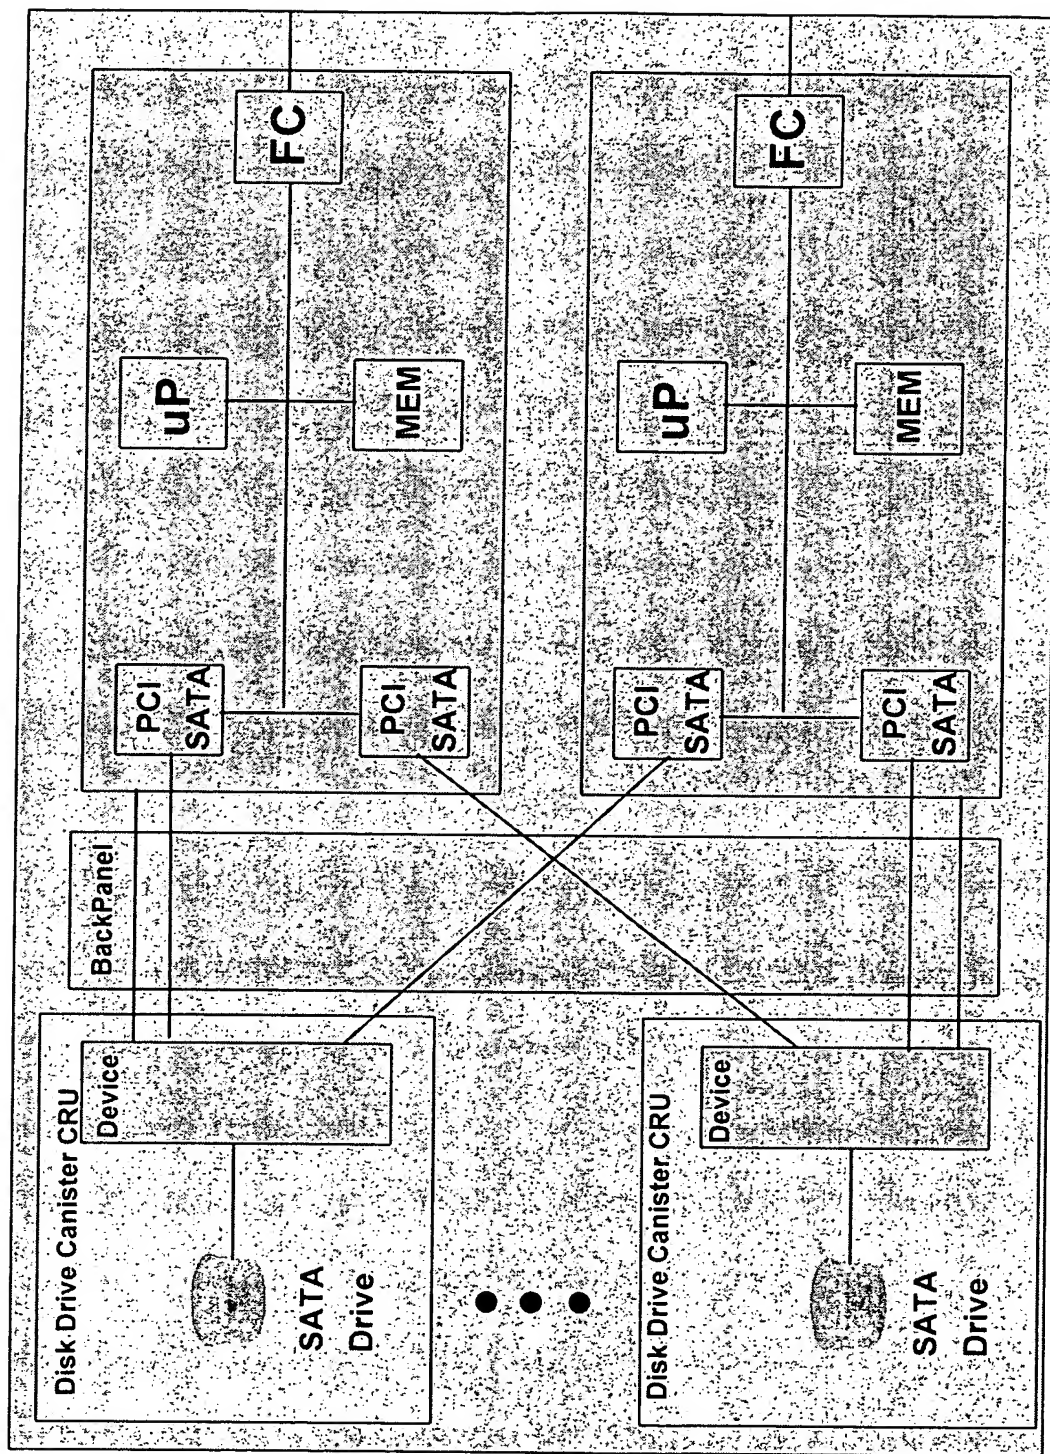 Disk Drive Canister CRU
SATA
Drive
Device
BackPanel
PCI
SATA
PCI
SATA
uP
MEM
FC
Disk Drive Canister CRU
SATA
Drive
Device
PCI
SATA
PCI
SATA
uP
MEM
FC